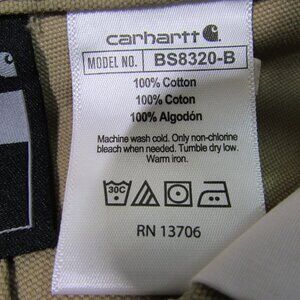 carhartt
MODEL NO. BS8320-B
100% Cotton
100% Coton
100% Algodón
Machine wash cold. Only non-chlorine
bleach when needed. Tumble dry low.
Warm iron.
30C
RN 13706